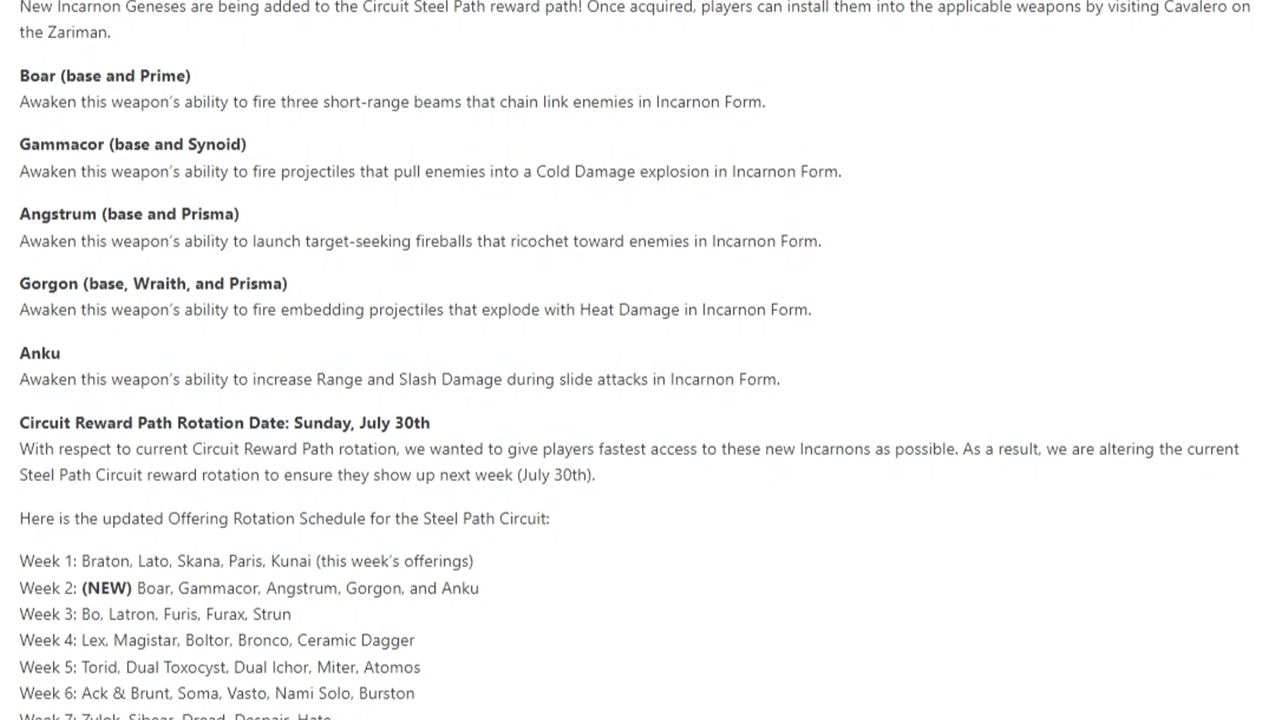 New Incarnon Geneses are being added to the Circuit Steel Path reward path! Once acquired, players can install them into the applicable weapons by visiting Cavalero on
the Zariman.
Boar (base and Prime)
Awaken this weapon's ability to fire three short-range beams that chain link enemies in Incarnon Form.
Gammacor (base and Synoid)
Awaken this weapon's ability to fire projectiles that pull enemies into a Cold Damage explosion in Incarnon Form.
Angstrum (base and Prisma)
Awaken this weapon's ability to launch target-seeking fireballs that ricochet toward enemies in Incarnon Form.
Gorgon (base, Wraith, and Prisma)
Awaken this weapon's ability to fire embedding projectiles that explode with Heat Damage in Incarnon Form.
Anku
Awaken this weapon's ability to increase Range and Slash Damage during slide attacks in Incarnon Form.
Circuit Reward Path Rotation Date: Sunday, July 30th
With respect to current Circuit Reward Path rotation, we wanted to give players fastest access to these new Incarnons as possible. As a result, we are altering the current
Steel Path Circuit reward rotation to ensure they show up next week (July 30th).
Here is the updated Offering Rotation Schedule for the Steel Path Circuit:
Week 1: Braton, Lato, Skana, Paris, Kunai (this week's offerings)
Week 2: (NEW) Boar, Gammacor, Angstrum, Gorgon, and Anku
Week 3: Bo, Latron, Furis, Furax, Strun
Week 4: Lex, Magistar, Boltor, Bronco, Ceramic Dagger
Week 5: Torid, Dual Toxocyst, Dual Ichor, Miter, Atomos
Week 6: Ack & Brunt, Soma, Vasto, Nami Solo, Burston
Week 7: Zylok, Sibear, Dread, Despair, Hate